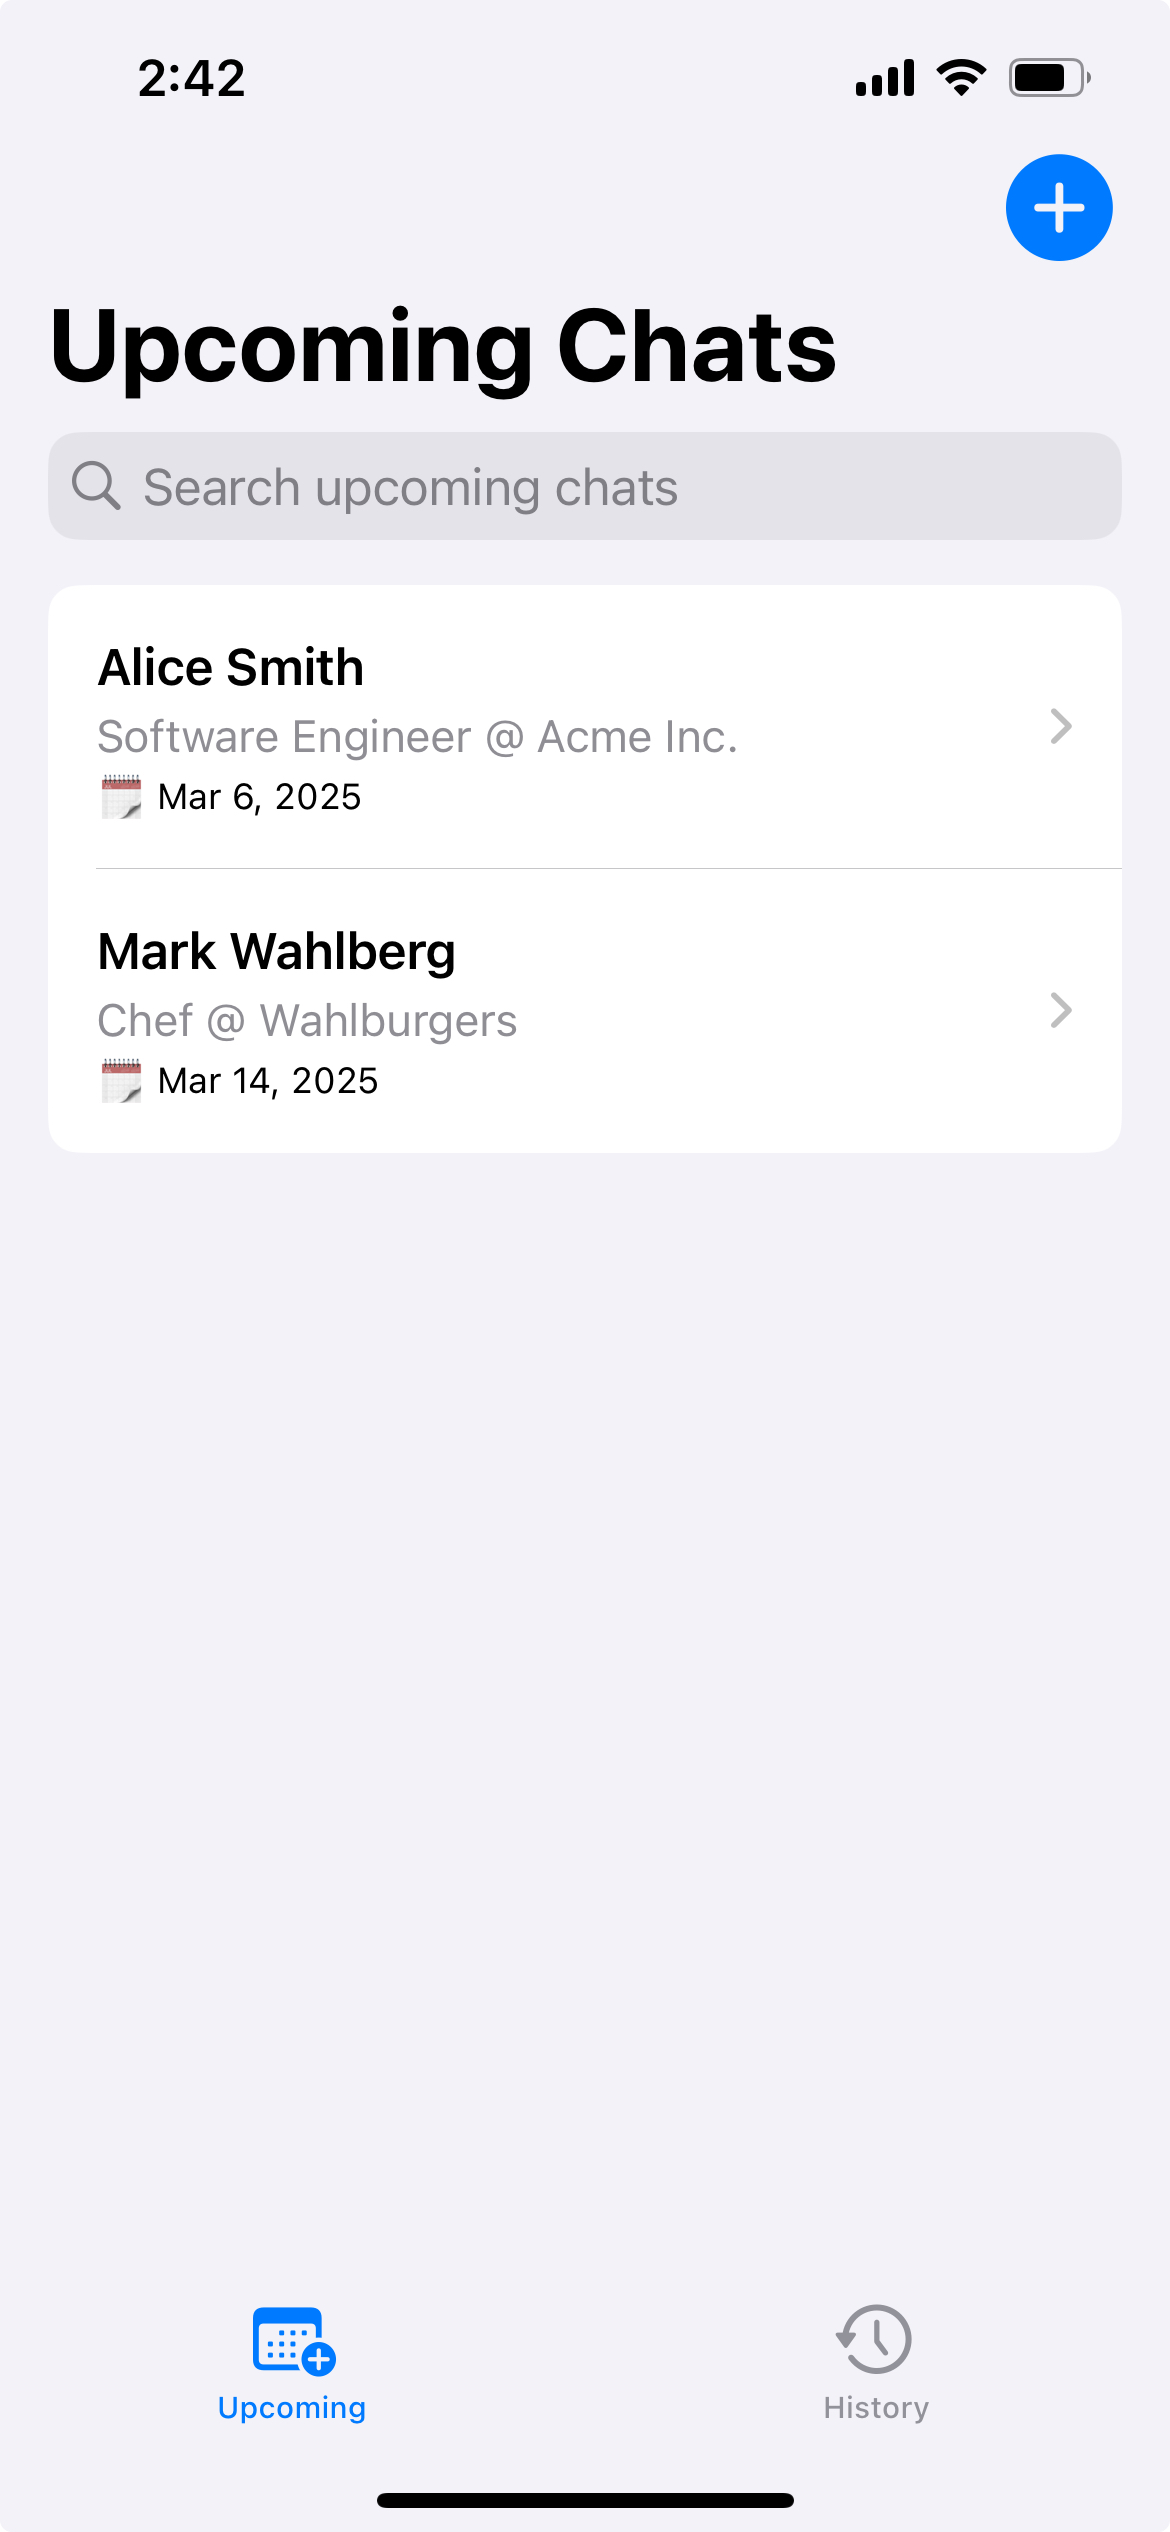 2:42
Upcoming Chats
Search upcoming chats
Alice Smith
Software Engineer @ Acme Inc.
Mar 6, 2025
Mark Wahlberg
Chef @ Wahlburgers
Mar 14, 2025
Upcoming
History